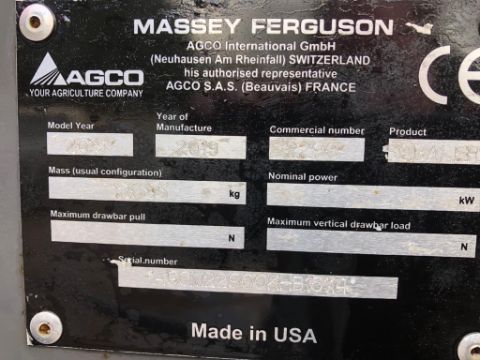 MASSEY FERGUSON
AGCO International GmbH
(Neuhausen Am Rheinfall) SWITZERLAND
his authorised representative
AGCO S.A.S. (Beauvais) FRANCE
AGCO
YOUR AGRICULTURE COMPANY
CE
Model Year
Year of Manufacture
Commercial number
Product
2019
Mass (usual configuration)
Nominal power
kg
kW
Maximum drawbar pull
Maximum vertical drawbar load
N
N
Serial number
Made in USA